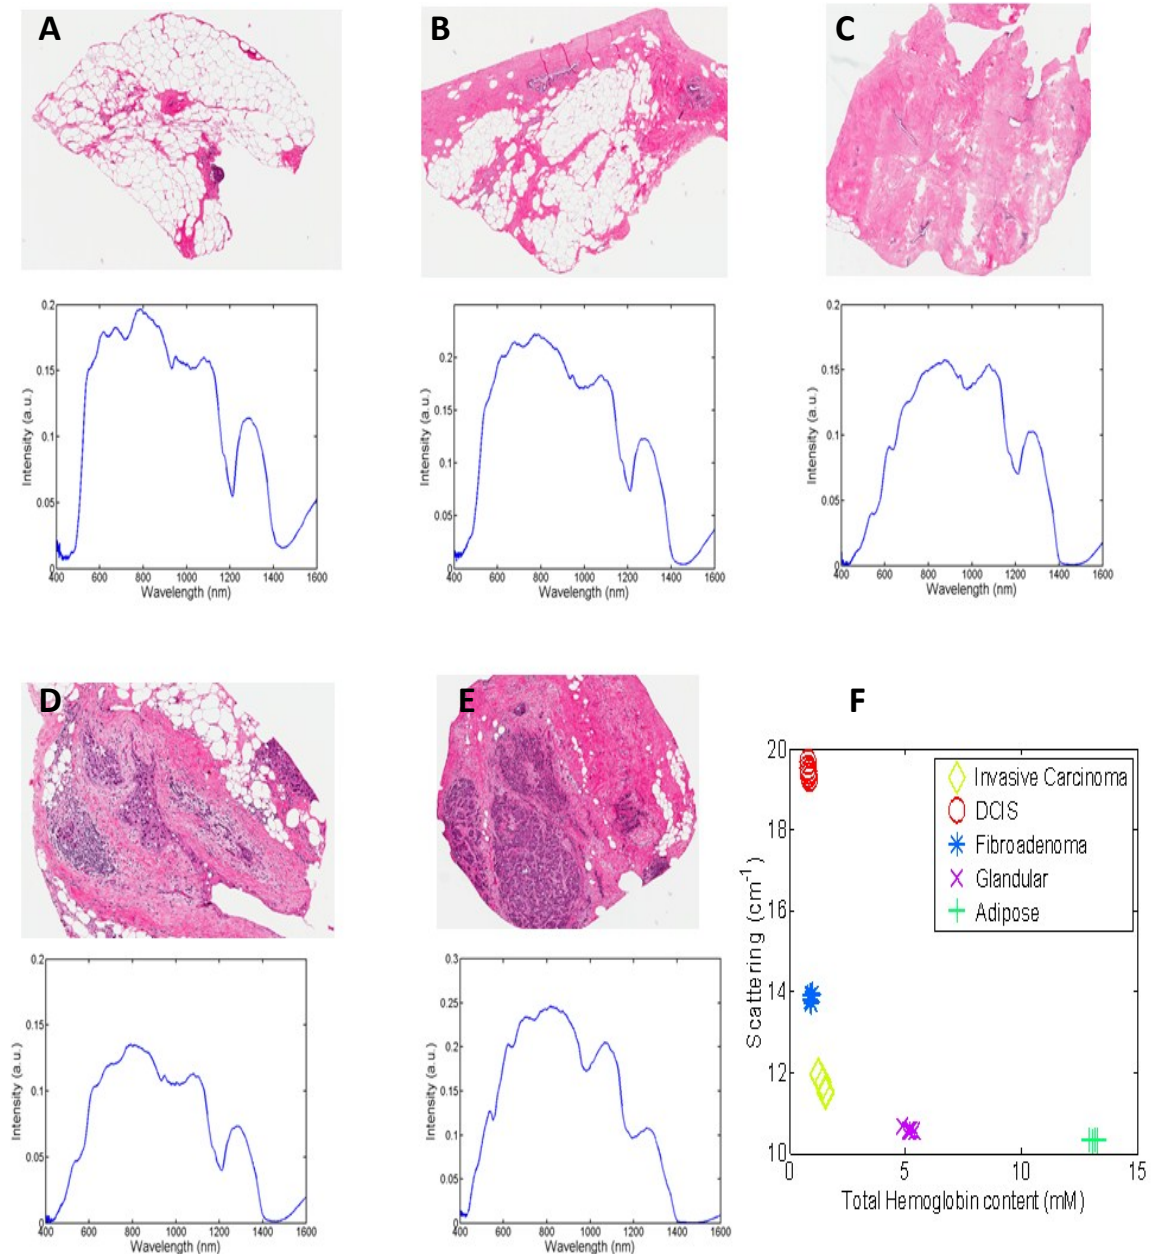 A
B
C
0.2
0.15
0.1
0.05
0
400 600 800 1000 1200 1400 1600
Wavelength (nm)
Intensity (a.u.)
0.2
0.15
0.1
0.05
0
400 600 800 1000 1200 1400 1600
Wavelength (nm)
Intensity (a.u.)
0.2
0.15
0.1
0.05
0
400 600 800 1000 1200 1400 1600
Wavelength (nm)
Intensity (a.u.)
D
E
F
0.2
0.15
0.1
0.05
0
400 600 800 1000 1200 1400 1600
Wavelength (nm)
Intensity (a.u.)
0.3
0.25
0.2
0.15
0.1
0.05
0
400 600 800 1000 1200 1400 1600
Wavelength (nm)
Intensity (a.u.)
20
18
16
14
12
10
0 5 10 15
Total Hemoglobin content (mM)
Scattering (cm⁻¹)
Invasive Carcinoma
DCIS
Fibroadenoma
Glandular
Adipose